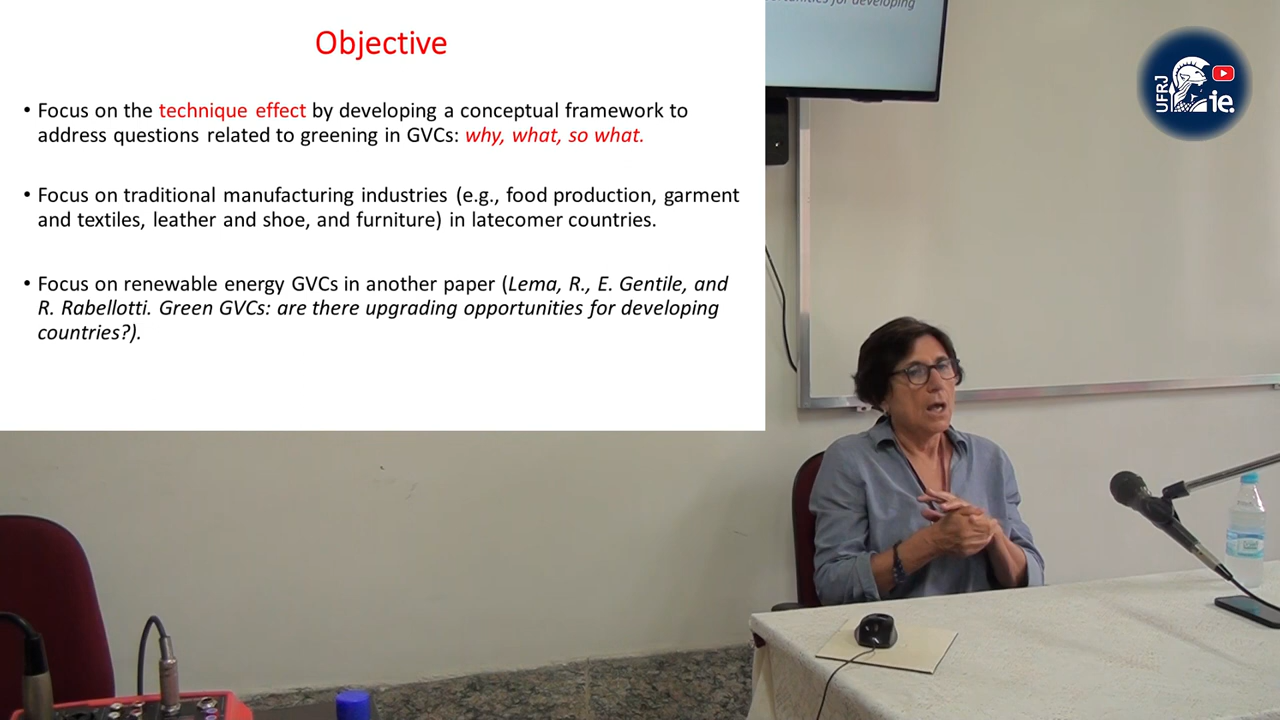 Objective
• Focus on the technique effect by developing a conceptual framework to
address questions related to greening in GVCs: why, what, so what.
• Focus on traditional manufacturing industries (e.g., food production, garment
and textiles, leather and shoe, and furniture) in latecomer countries.
• Focus on renewable energy GVCs in another paper (Lema, R., E. Gentile, and
R. Rabellotti. Green GVCs: are there upgrading opportunities for developing
countries?).
for developing
UFRJ
ie.